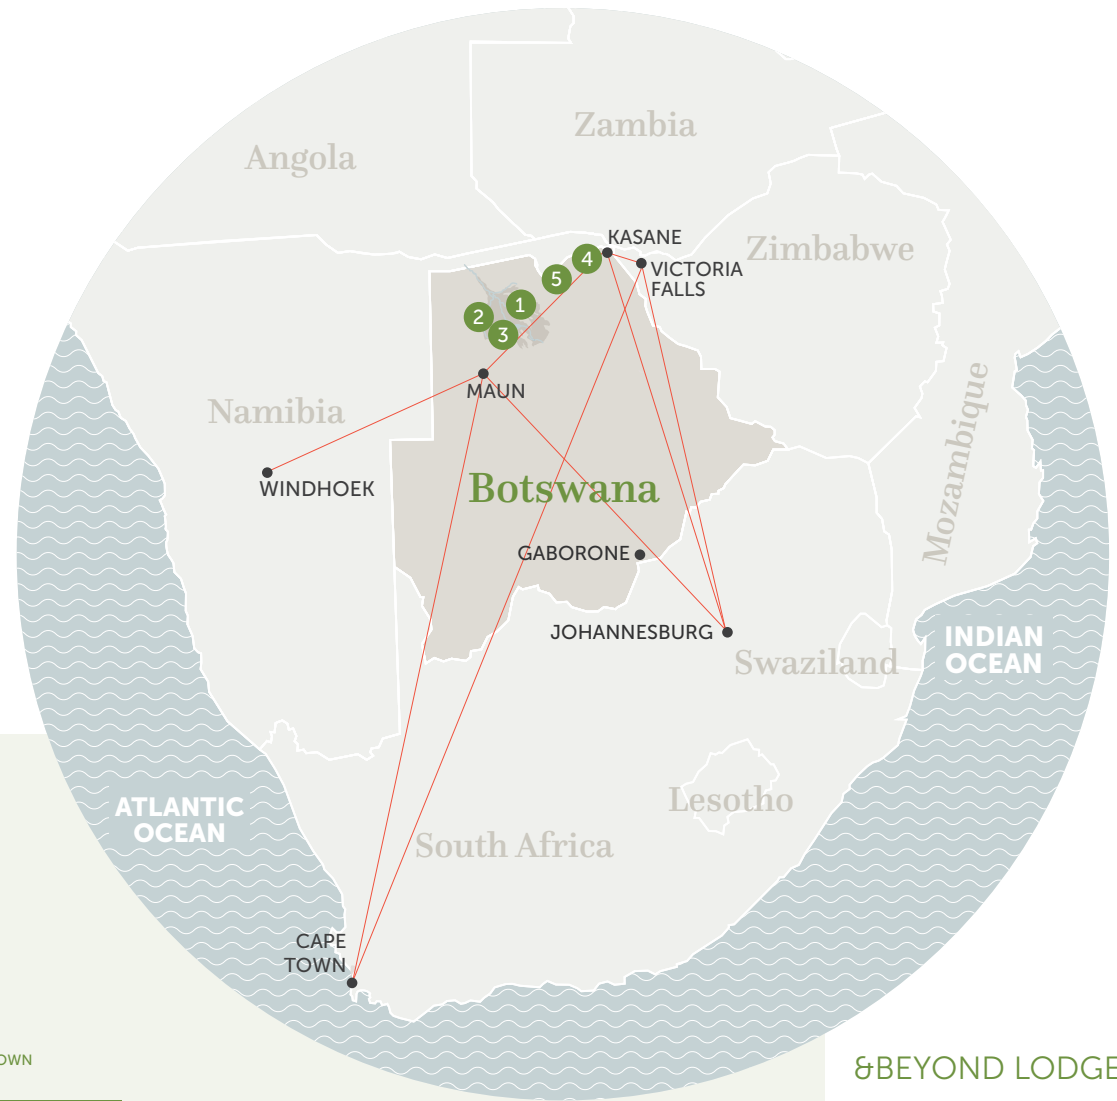 Zambia
Angola
KASANE
Zimbabwe
4
VICTORIA
FALLS
5
1
2
3
MAUN
Namibia
Mozambique
WINDHOEK
Botswana
GABORONE
JOHANNESBURG
INDIAN
OCEAN
Swaziland
Lesotho
ATLANTIC
OCEAN
South Africa
CAPE
TOWN
&BEYOND LODGE